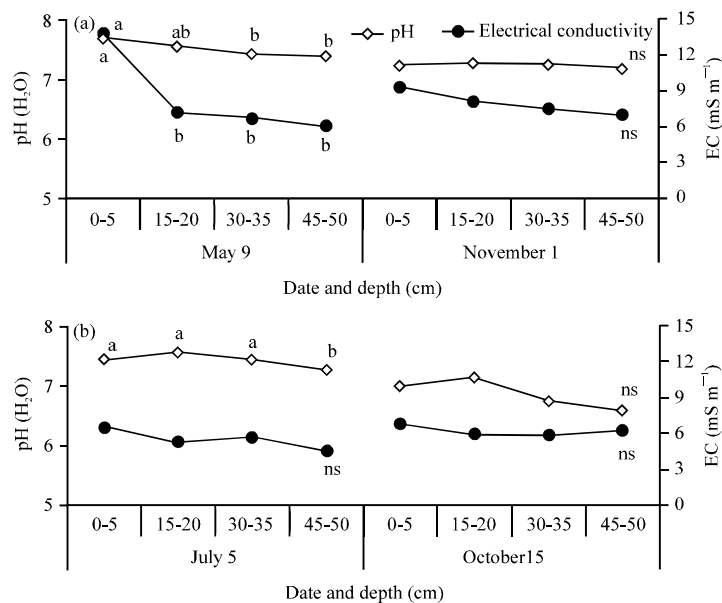 (a)
pH
Electrical conductivity
8
7
6
5
pH (H₂O)
a
a
ab
b
b
b
b
b
ns
ns
15
12
9
6
3
0
EC (mS m⁻¹)
0-5 15-20 30-35 45-50 0-5 15-20 30-35 45-50
May 9 November 1
Date and depth (cm)
(b)
8
7
6
5
pH (H₂O)
a
a
a
b
ns
ns
ns
15
12
9
6
3
0
EC (mS m⁻¹)
0-5 15-20 30-35 45-50 0-5 15-20 30-35 45-50
July 5 October15
Date and depth (cm)